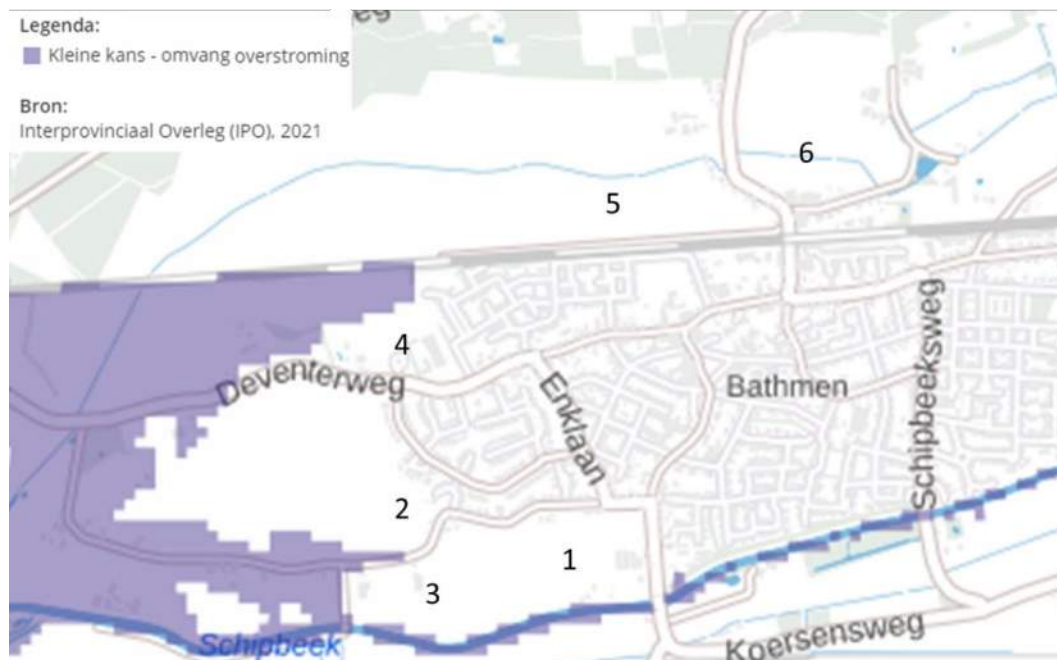 Legenda:
Kleine kans - omvang overstroming
Bron:
Interprovinciaal Overleg (IPO), 2021
eg
6
5
4
Deventerweg
Enklaan
Bathmen
Schipbeeksweg
2
1
3
Schipbeek
Koersensweg